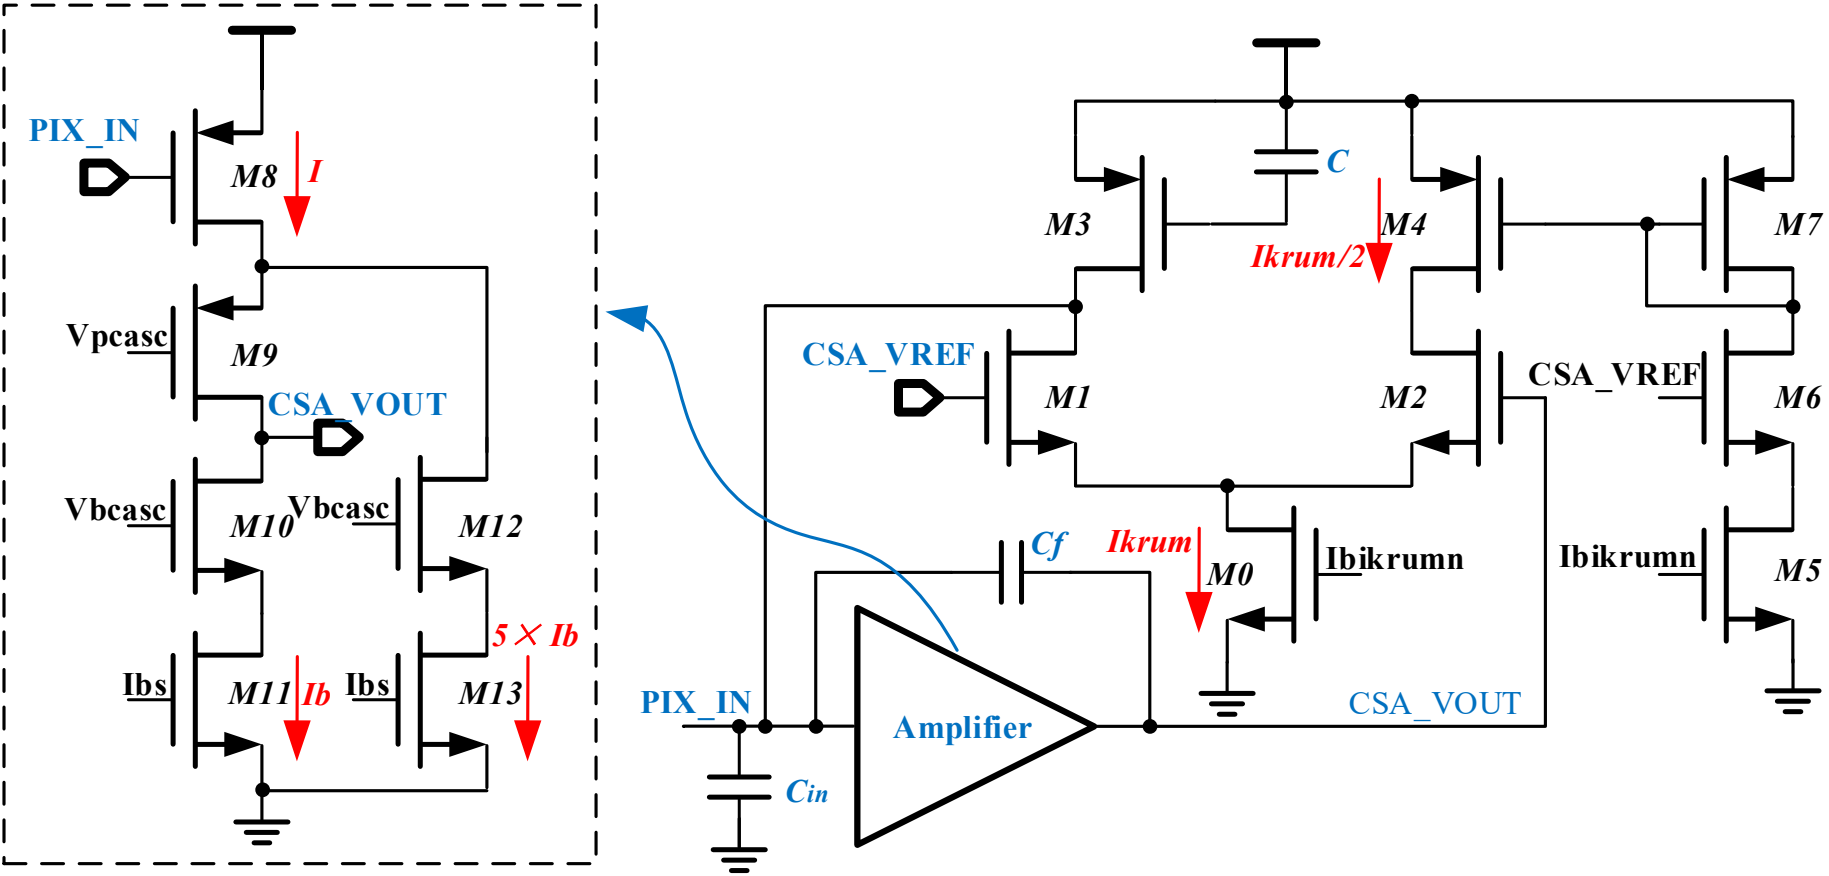 PIX_IN
M8
I
Vpcasc
M9
CSA_VOUT
Vbcasc
M10
Vbcasc
M12
5× Ib
Ibs
M11
Ib
Ibs
M13
C
M3
Ikrum/2
M4
M7
CSA_VREF
M1
M2
CSA_VREF
M6
Cf
Ikrum
M0
Ibikrumn
Ibikrumn
M5
PIX_IN
Amplifier
CSA_VOUT
Cin